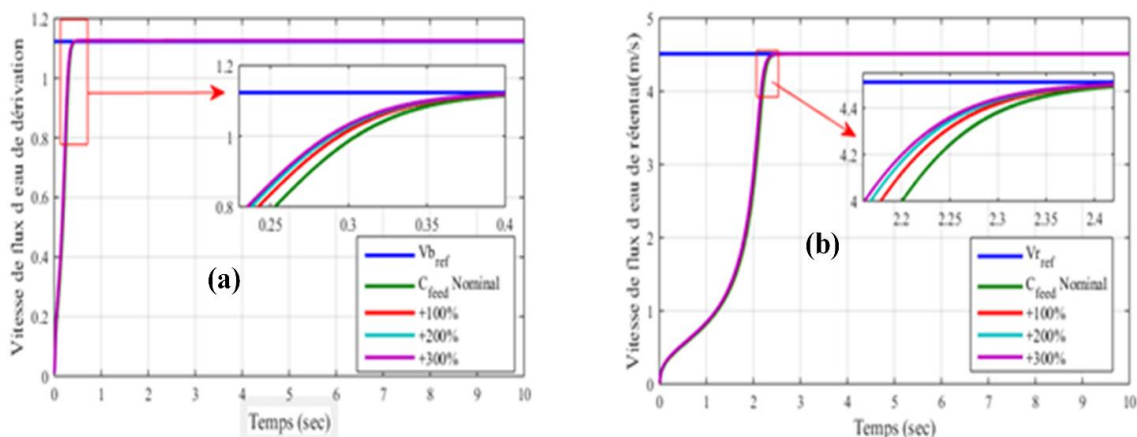 Vitesse de flux d eau de dérivation
1.2
1
0.8
0.6
0.4
0.2
0
0 1 2 3 4 5 6 7 8 9 10
Temps (sec)
1.2
1
0.8
0.25 0.3 0.35 0.4
(a)
Vb_ref
C_feed Nominal
+100%
+200%
+300%
Vitesse de flux d eau de rétentat(m/s)
5
4
3
2
1
0
0 1 2 3 4 5 6 7 8 9 10
Temps (sec)
4.4
4.2
4
2.2 2.25 2.3 2.35 2.4
(b)
Vr_ref
C_feed Nominal
+100%
+200%
+300%